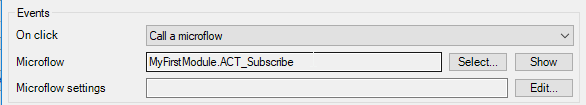 Events
On click Call a microflow
Microflow MyFirstModule.ACT_Subscribe Select... Show
Microflow settings Edit...